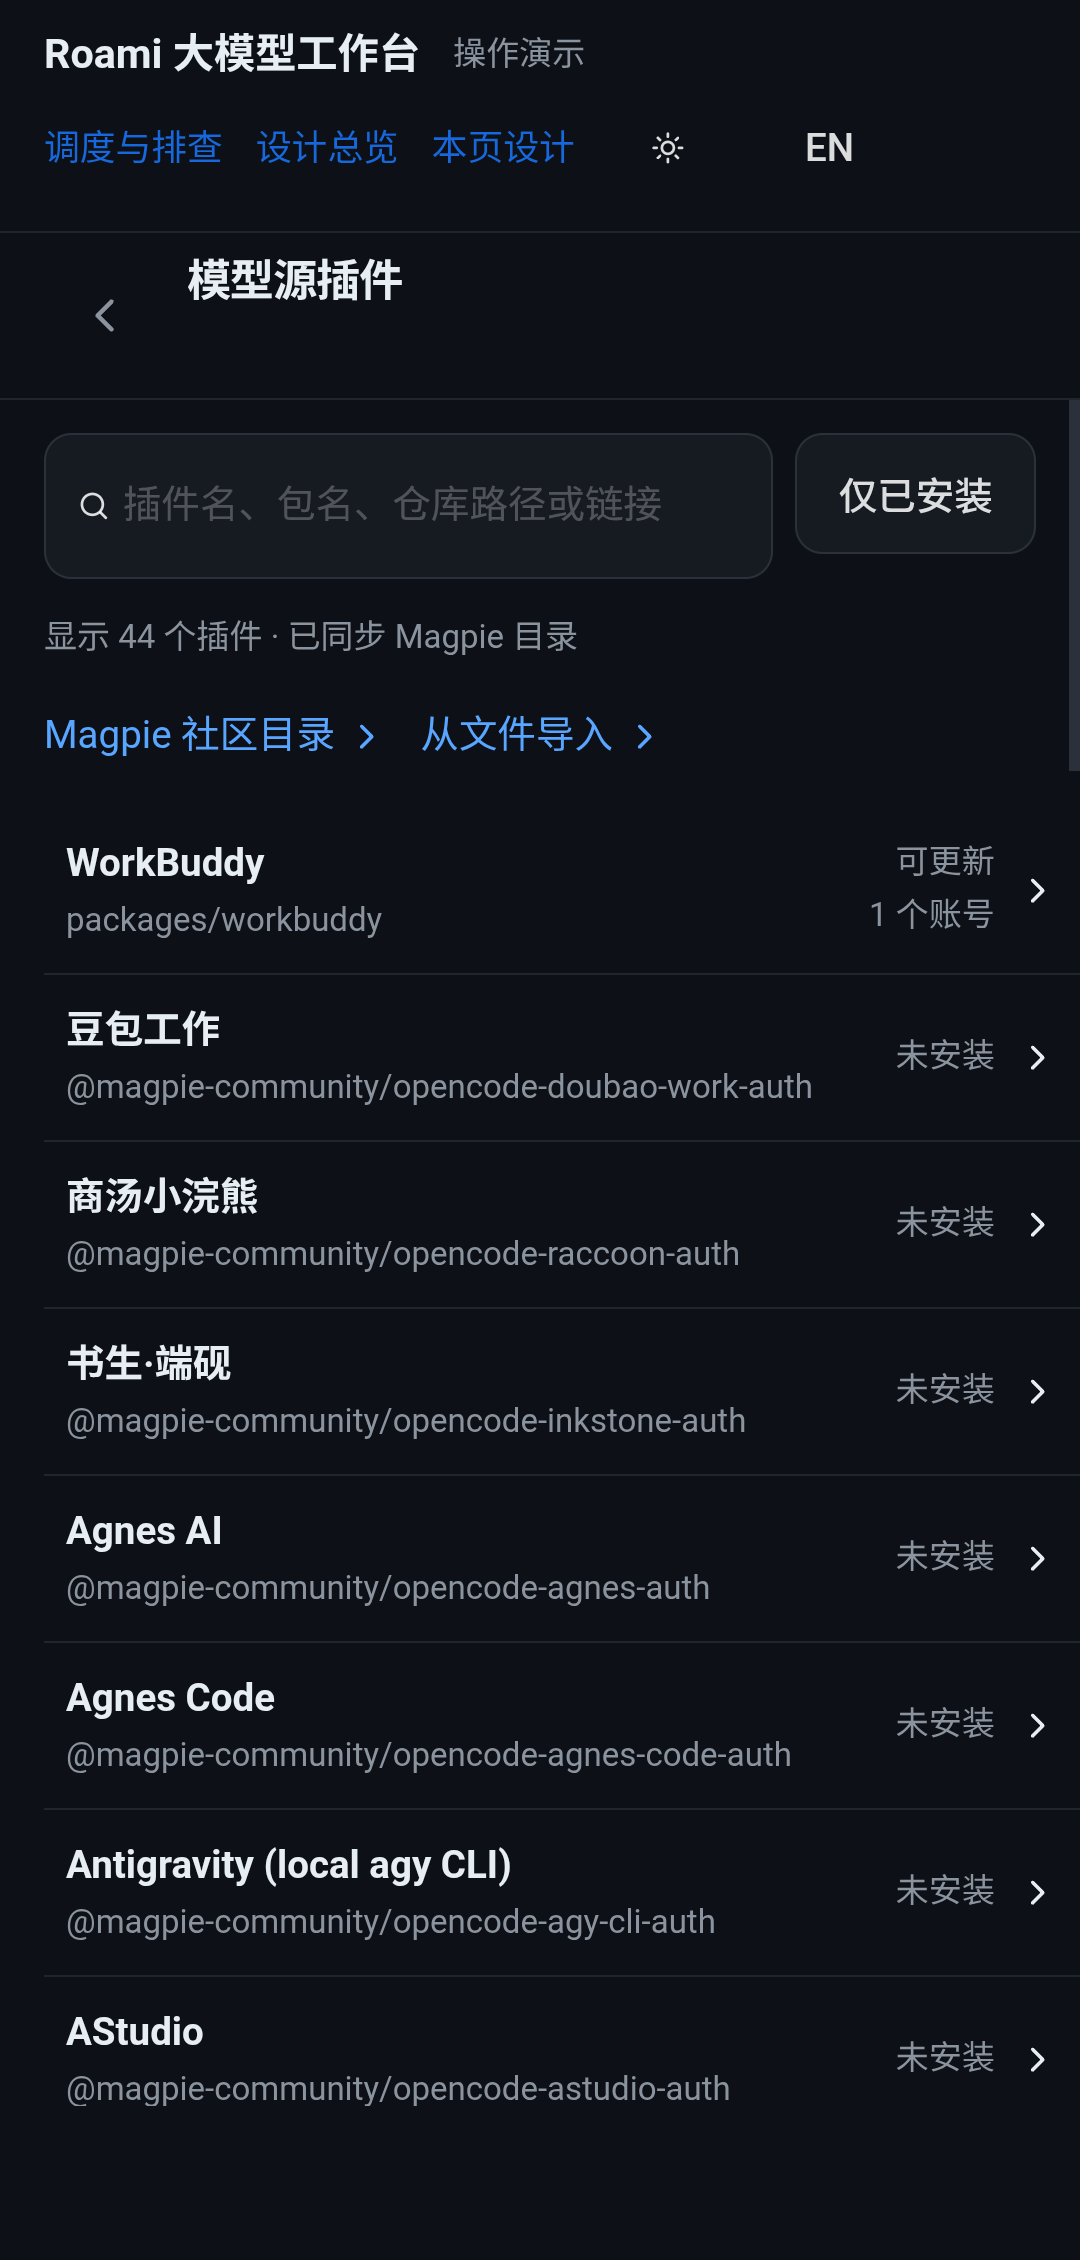 Roami 大模型工作台 操作演示
调度与排查 设计总览 本页设计 EN
模型源插件
插件名、包名、仓库路径或链接
仅已安装
显示 44 个插件 · 已同步 Magpie 目录
Magpie 社区目录 从文件导入
WorkBuddy
packages/workbuddy
可更新
1 个账号
豆包工作
@magpie-community/opencode-doubao-work-auth
未安装
商汤小浣熊
@magpie-community/opencode-raccoon-auth
未安装
书生·端砚
@magpie-community/opencode-inkstone-auth
未安装
Agnes AI
@magpie-community/opencode-agnes-auth
未安装
Agnes Code
@magpie-community/opencode-agnes-code-auth
未安装
Antigravity (local agy CLI)
@magpie-community/opencode-agy-cli-auth
未安装
AStudio
@magpie-community/opencode-astudio-auth
未安装